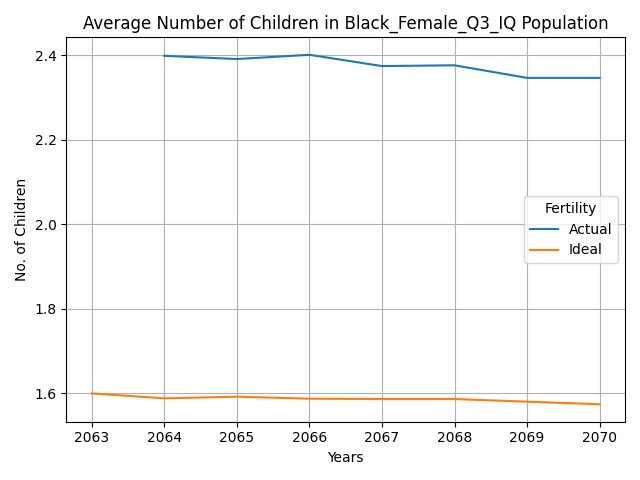 Average Number of Children in Black_Female_Q3_IQ Population
No. of Children
2.4
2.2
2.0
1.8
1.6
Fertility
Actual
Ideal
2063 2064 2065 2066 2067 2068 2069 2070
Years